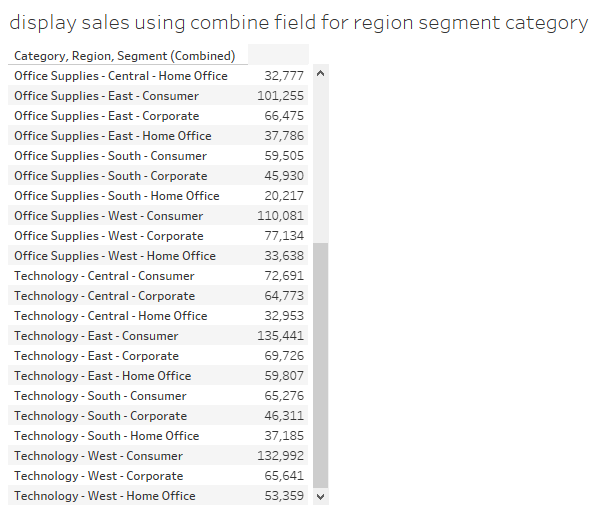 display sales using combine field for region segment category
Category, Region, Segment (Combined)
Office Supplies - Central - Home Office 32,777
Office Supplies - East - Consumer 101,255
Office Supplies - East - Corporate 66,475
Office Supplies - East - Home Office 37,786
Office Supplies - South - Consumer 59,505
Office Supplies - South - Corporate 45,930
Office Supplies - South - Home Office 20,217
Office Supplies - West - Consumer 110,081
Office Supplies - West - Corporate 77,134
Office Supplies - West - Home Office 33,638
Technology - Central - Consumer 72,691
Technology - Central - Corporate 64,773
Technology - Central - Home Office 32,953
Technology - East - Consumer 135,441
Technology - East - Corporate 69,726
Technology - East - Home Office 59,807
Technology - South - Consumer 65,276
Technology - South - Corporate 46,311
Technology - South - Home Office 37,185
Technology - West - Consumer 132,992
Technology - West - Corporate 65,641
Technology - West - Home Office 53,359